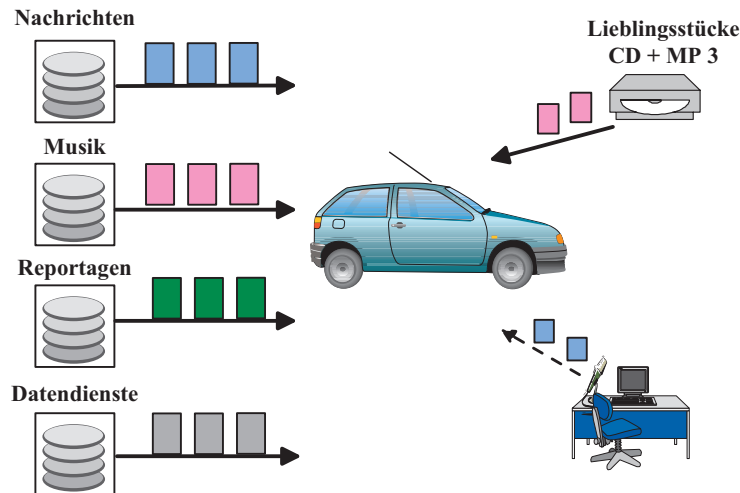 Nachrichten
Lieblingsstücke
CD + MP 3
Musik
Reportagen
Datendienste